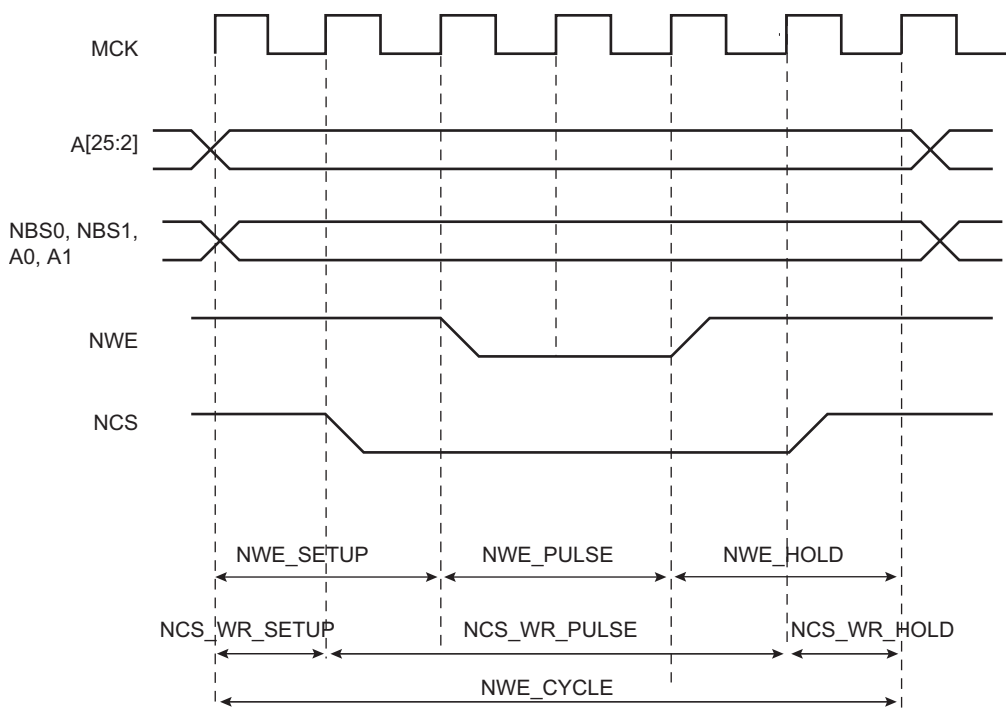 MCK
A[25:2]
NBS0, NBS1,
A0, A1
NWE
NCS
NWE_SETUP
NWE_PULSE
NWE_HOLD
NCS_WR_SETUP
NCS_WR_PULSE
NCS_WR_HOLD
NWE_CYCLE